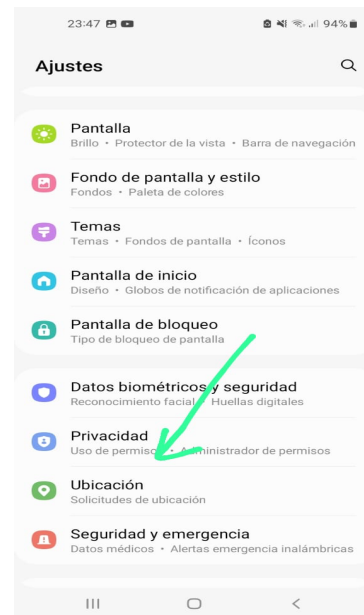 23:47
94%
Ajustes
Pantalla
Brillo • Protector de la vista • Barra de navegación
Fondo de pantalla y estilo
Fondos • Paleta de colores
Temas
Temas • Fondos de pantalla • Íconos
Pantalla de inicio
Diseño • Globos de notificación de aplicaciones
Pantalla de bloqueo
Tipo de bloqueo de pantalla
Datos biométricos y seguridad
Reconocimiento facial • Huellas digitales
Privacidad
Uso de permisos • Administrador de permisos
Ubicación
Solicitudes de ubicación
Seguridad y emergencia
Datos médicos • Alertas emergencia inalámbricas